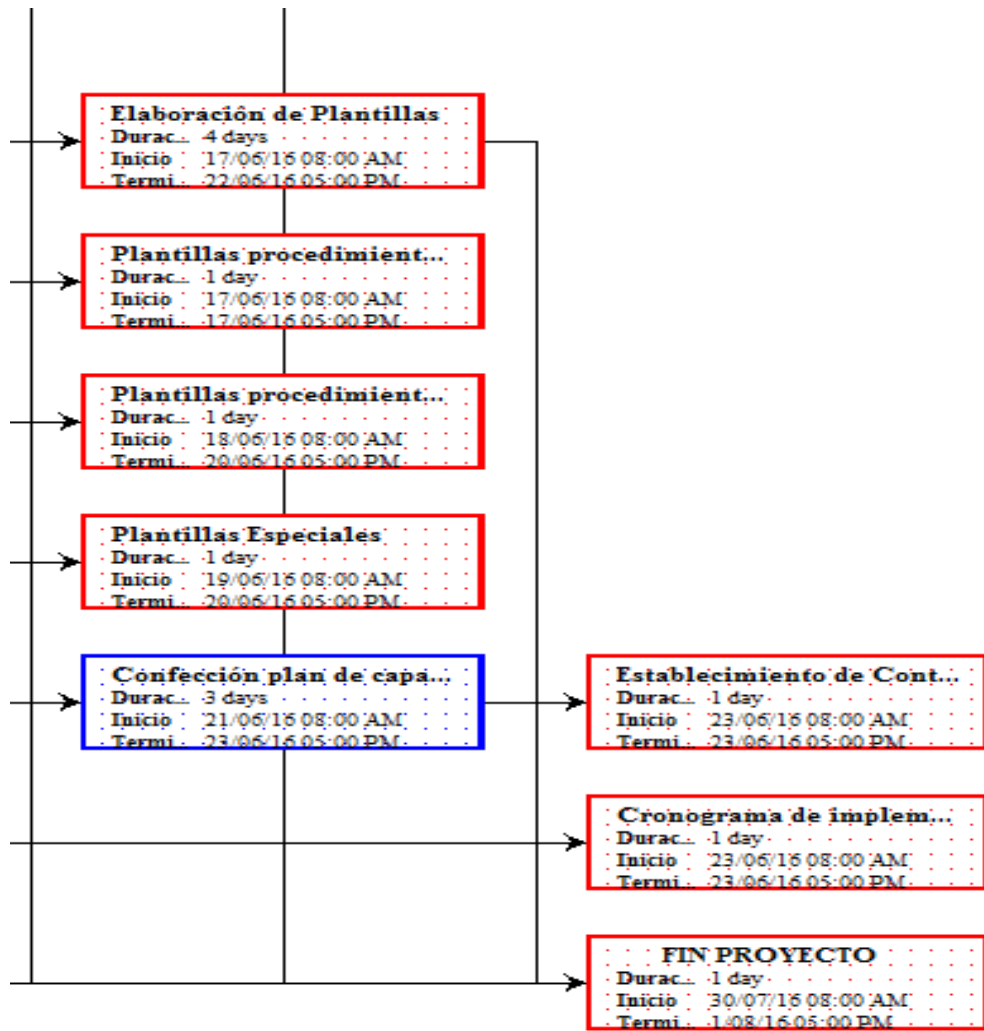 Elaboración de Plantillas
Durac... 4 days
Inicio 17/06/16 08:00 AM
Termi... 22/06/16 05:00 PM
Plantillas procedimient...
Durac... 1 day
Inicio 17/06/16 08:00 AM
Termi... 17/06/16 05:00 PM
Plantillas procedimient...
Durac... 1 day
Inicio 18/06/16 08:00 AM
Termi... 20/06/16 05:00 PM
Plantillas Especiales
Durac... 1 day
Inicio 19/06/16 08:00 AM
Termi... 20/06/16 05:00 PM
Confección plan de capa...
Durac... 3 days
Inicio 21/06/16 08:00 AM
Termi... 23/06/16 05:00 PM
Establecimiento de Cont...
Durac... 1 day
Inicio 23/06/16 08:00 AM
Termi... 23/06/16 05:00 PM
Cronograma de implem...
Durac... 1 day
Inicio 23/06/16 08:00 AM
Termi... 23/06/16 05:00 PM
FIN PROYECTO
Durac... 1 day
Inicio 30/07/16 08:00 AM
Termi... 1/08/16 05:00 PM